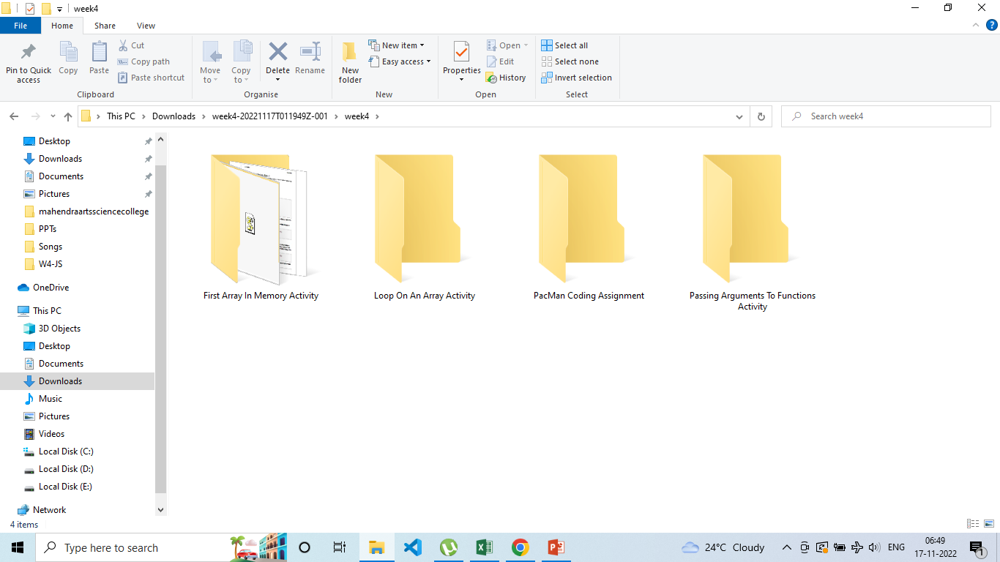 week4
File Home Share View
Pin to Quick access
Copy
Paste
Cut
Copy path
Paste shortcut
Clipboard
Move to
Copy to
Delete
Rename
Organise
New folder
New item
Easy access
New
Properties
Open
Edit
History
Open
Select all
Select none
Invert selection
Select
This PC > Downloads > week4-20221117T011949Z-001 > week4 >
Search week4
Desktop
Downloads
Documents
Pictures
mahendraartssciencecollege
PPTs
Songs
W4-JS
OneDrive
This PC
3D Objects
Desktop
Documents
Downloads
Music
Pictures
Videos
Local Disk (C:)
Local Disk (D:)
Local Disk (E:)
Network
First Array In Memory Activity
Loop On An Array Activity
PacMan Coding Assignment
Passing Arguments To Functions
Activity
4 items
Type here to search
24°C Cloudy
ENG
06:49
17-11-2022
1